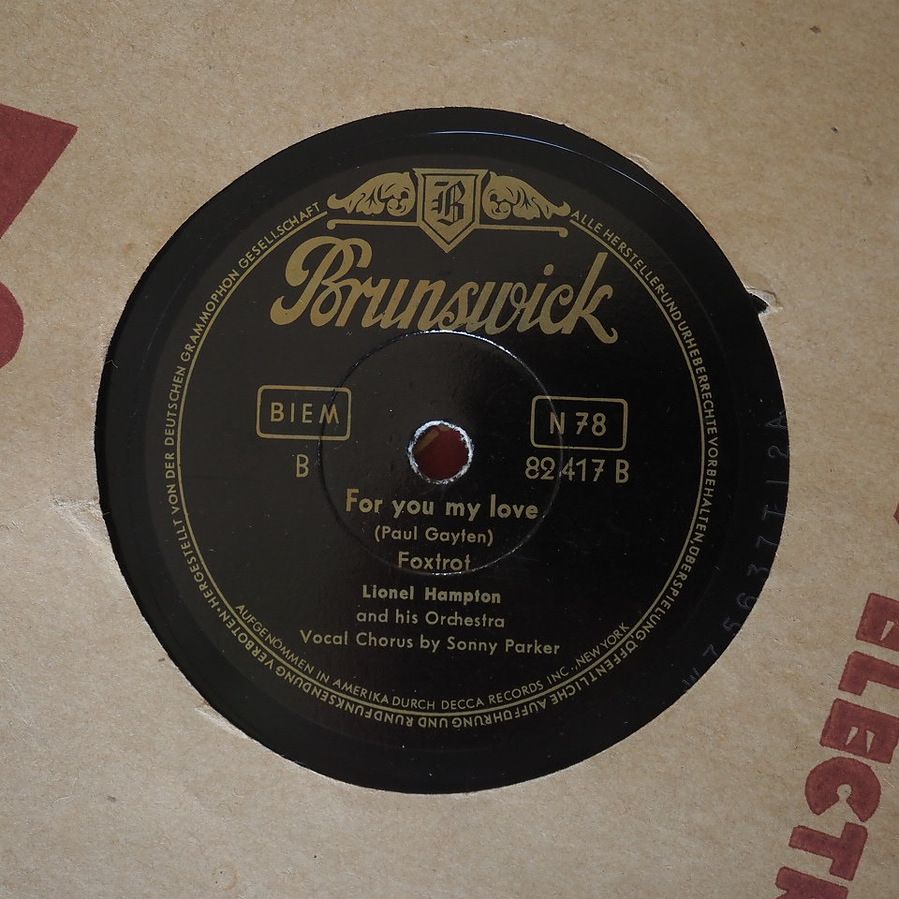 B
Brunswick
BIEM
N 78
B
82 417 B
For you my love
(Paul Gayten)
Foxtrot
Lionel Hampton
and his Orchestra
Vocal Chorus by Sonny Parker
AUFGENOMMEN IN AMERIKA DURCH DECCA RECORDS INC., NEW YORK
HERGESTELLT VON DER DEUTSCHEN GRAMMOPHON GESELLSCHAFT
ALLE HERSTELLER-UND URHEBERRECHTE VORBEHALTEN, ÜBERSPIELUNG, ÖFFENTLICHE AUFFÜHRUNG UND RUNDFUNKSENDUNG VERBOTEN•
ELECTR